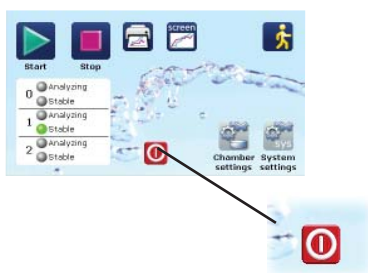 screen
Start
Stop
0
Analyzing
Stable
1
Analyzing
Stable
2
Analyzing
Stable
sys
Chamber settings
System settings